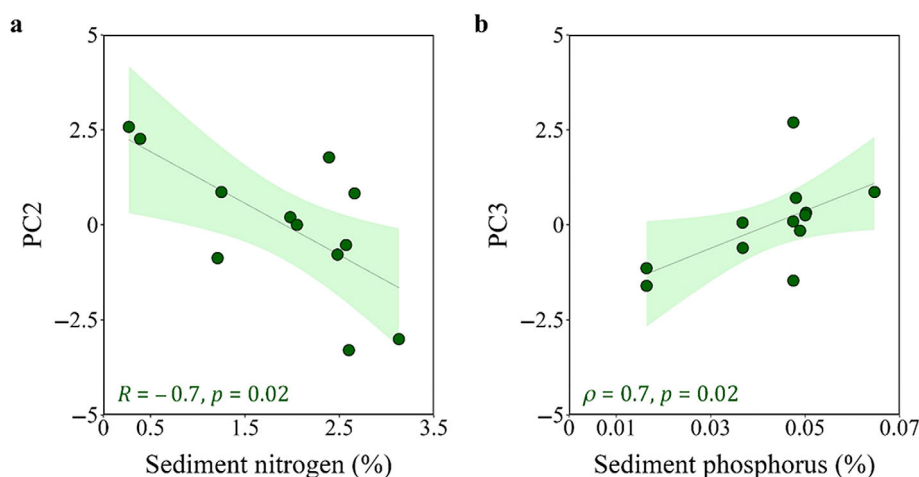 a
5
2.5
0
−2.5
−5
PC2
R = −0.7, p = 0.02
0 0.5 1.5 2.5 3.5
Sediment nitrogen (%)
b
5
2.5
0
−2.5
−5
PC3
ρ = 0.7, p = 0.02
0 0.01 0.03 0.05 0.07
Sediment phosphorus (%)